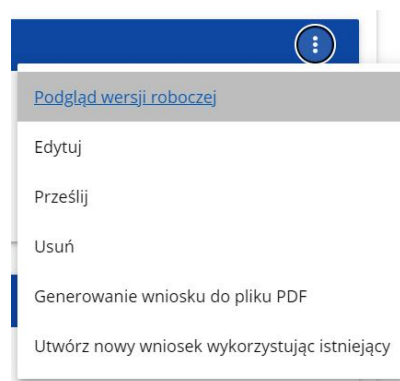 Podgląd wersji roboczej
Edytuj
Prześlij
Usuń
Generowanie wniosku do pliku PDF
Utwórz nowy wniosek wykorzystując istniejący